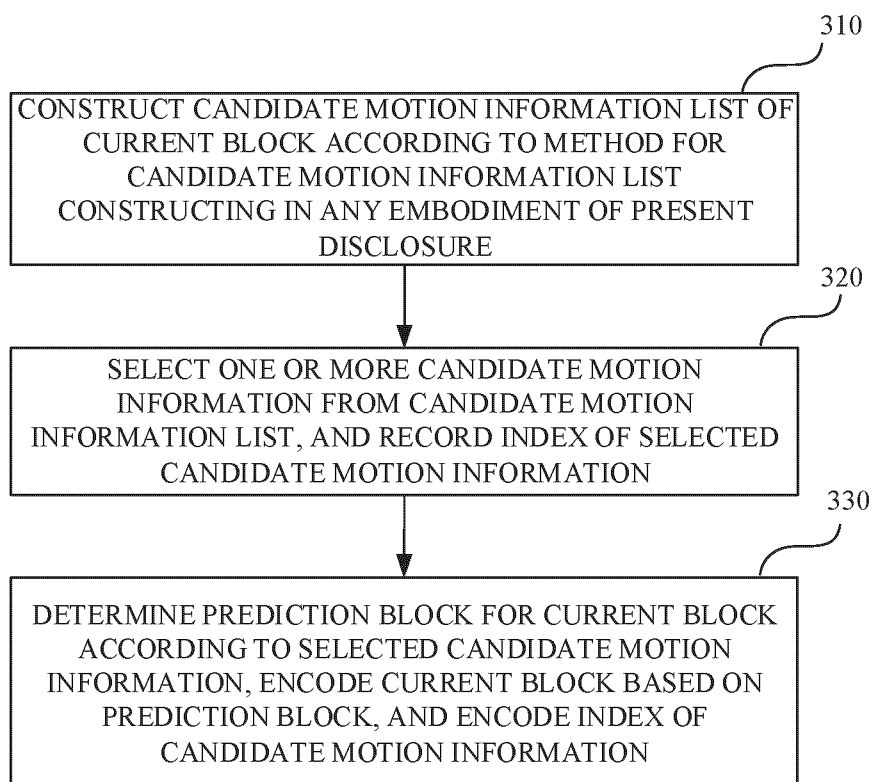 310
CONSTRUCT CANDIDATE MOTION INFORMATION LIST OF
CURRENT BLOCK ACCORDING TO METHOD FOR
CANDIDATE MOTION INFORMATION LIST
CONSTRUCTING IN ANY EMBODIMENT OF PRESENT
DISCLOSURE
320
SELECT ONE OR MORE CANDIDATE MOTION
INFORMATION FROM CANDIDATE MOTION
INFORMATION LIST, AND RECORD INDEX OF SELECTED
CANDIDATE MOTION INFORMATION
330
DETERMINE PREDICTION BLOCK FOR CURRENT BLOCK
ACCORDING TO SELECTED CANDIDATE MOTION
INFORMATION, ENCODE CURRENT BLOCK BASED ON
PREDICTION BLOCK, AND ENCODE INDEX OF
CANDIDATE MOTION INFORMATION